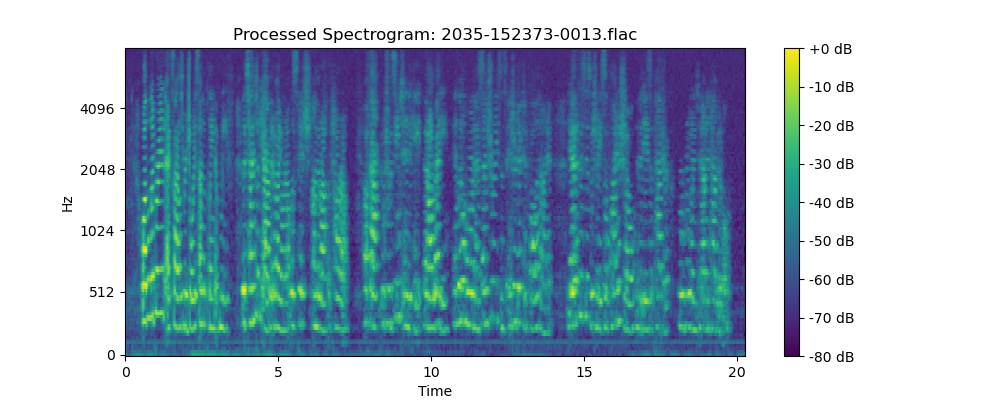 Processed Spectrogram: 2035-152373-0013.flac
Hz
4096
2048
1024
512
0
0 5 10 15 20
Time
+0 dB
-10 dB
-20 dB
-30 dB
-40 dB
-50 dB
-60 dB
-70 dB
-80 dB